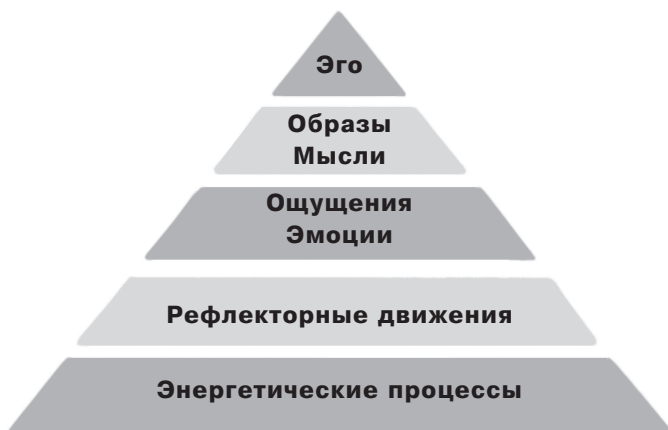 Эго
Образы
Мысли
Ощущения
Эмоции
Рефлекторные движения
Энергетические процессы